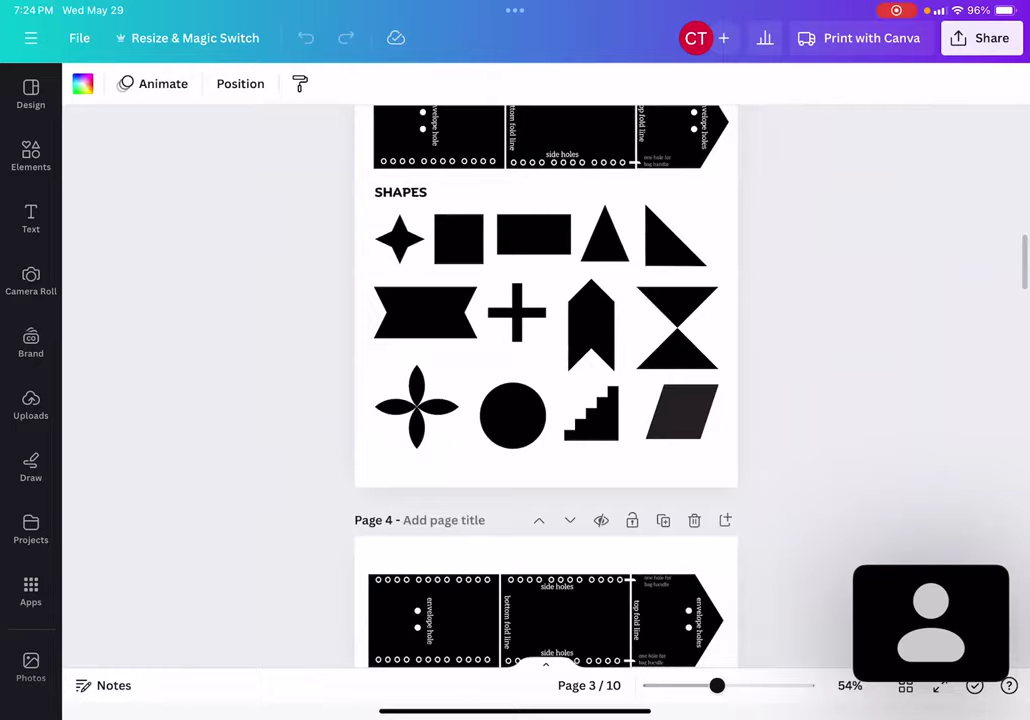 7:24 PM Wed May 29
96%
File
Resize & Magic Switch
CT
Print with Canva
Share
Design
Animate
Position
Elements
Text
Camera Roll
Brand
Uploads
Draw
Projects
Apps
Photos
envelope hole
bottom fold line
top fold line
envelope holes
side holes
one hole for
bag handle
SHAPES
Page 4 - Add page title
one hole for
bag handle
side holes
envelope hole
bottom fold line
top fold line
envelope holes
side holes
one hole for
bag handle
Notes
Page 3 / 10
54%